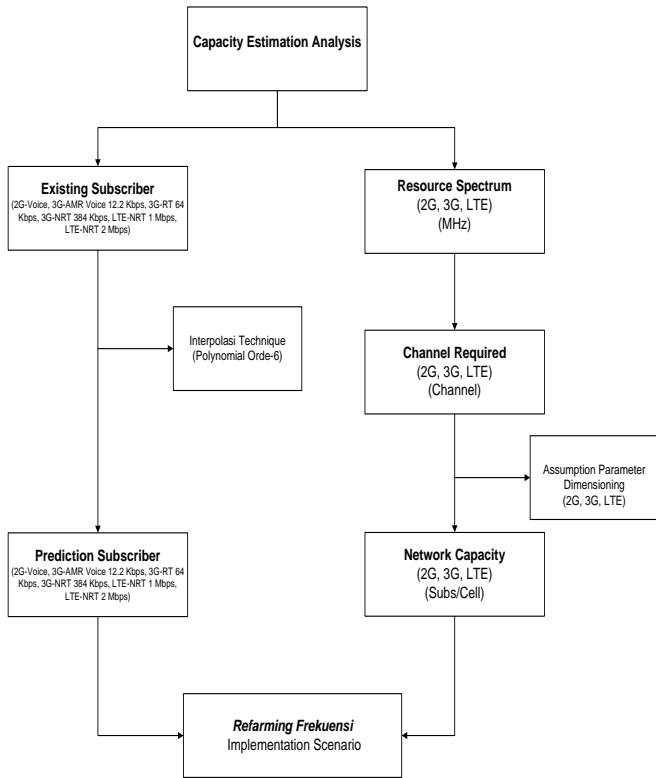 Capacity Estimation Analysis
Existing Subscriber
(2G-Voice, 3G-AMR Voice 12.2 Kbps, 3G-RT 64
Kbps, 3G-NRT 384 Kbps, LTE-NRT 1 Mbps,
LTE-NRT 2 Mbps)
Resource Spectrum
(2G, 3G, LTE)
(MHz)
Interpolasi Technique
(Polynomial Orde-6)
Channel Required
(2G, 3G, LTE)
(Channel)
Assumption Parameter
Dimensioning
(2G, 3G, LTE)
Prediction Subscriber
(2G-Voice, 3G-AMR Voice 12.2 Kbps, 3G-RT 64
Kbps, 3G-NRT 384 Kbps, LTE-NRT 1 Mbps,
LTE-NRT 2 Mbps)
Network Capacity
(2G, 3G, LTE)
(Subs/Cell)
Refarming Frekuensi
Implementation Scenario